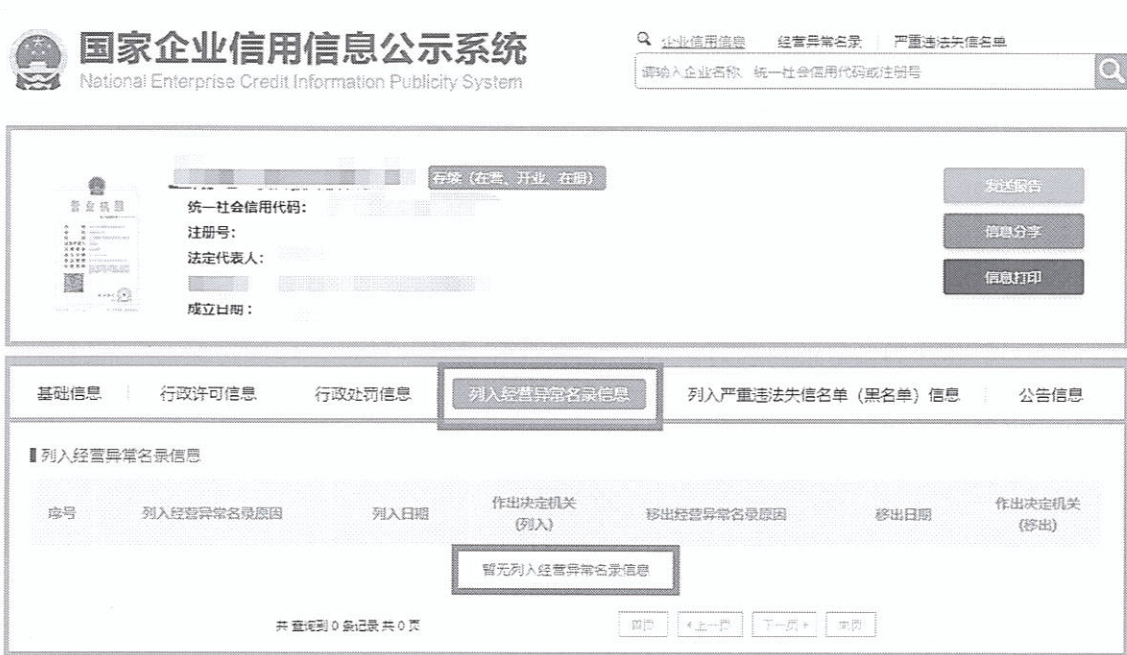 国家企业信用信息公示系统
National Enterprise Credit Information Publicity System
企业信用信息 经营异常名录 严重违法失信名单
请输入企业名称、统一社会信用代码或注册号
存续（在营、开业、在册）
营业执照
统一社会信用代码：
注册号：
法定代表人：
成立日期：
发送报告
信息分享
信息打印
基础信息 行政许可信息 行政处罚信息 列入经营异常名录信息 列入严重违法失信名单（黑名单）信息 公告信息
列入经营异常名录信息
序号 列入经营异常名录原因 列入日期 作出决定机关(列入) 移出经营异常名录原因 移出日期 作出决定机关(移出)
暂无列入经营异常名录信息
共 查询到 0 条记录 共 0 页
首页 上一页 下一页 末页